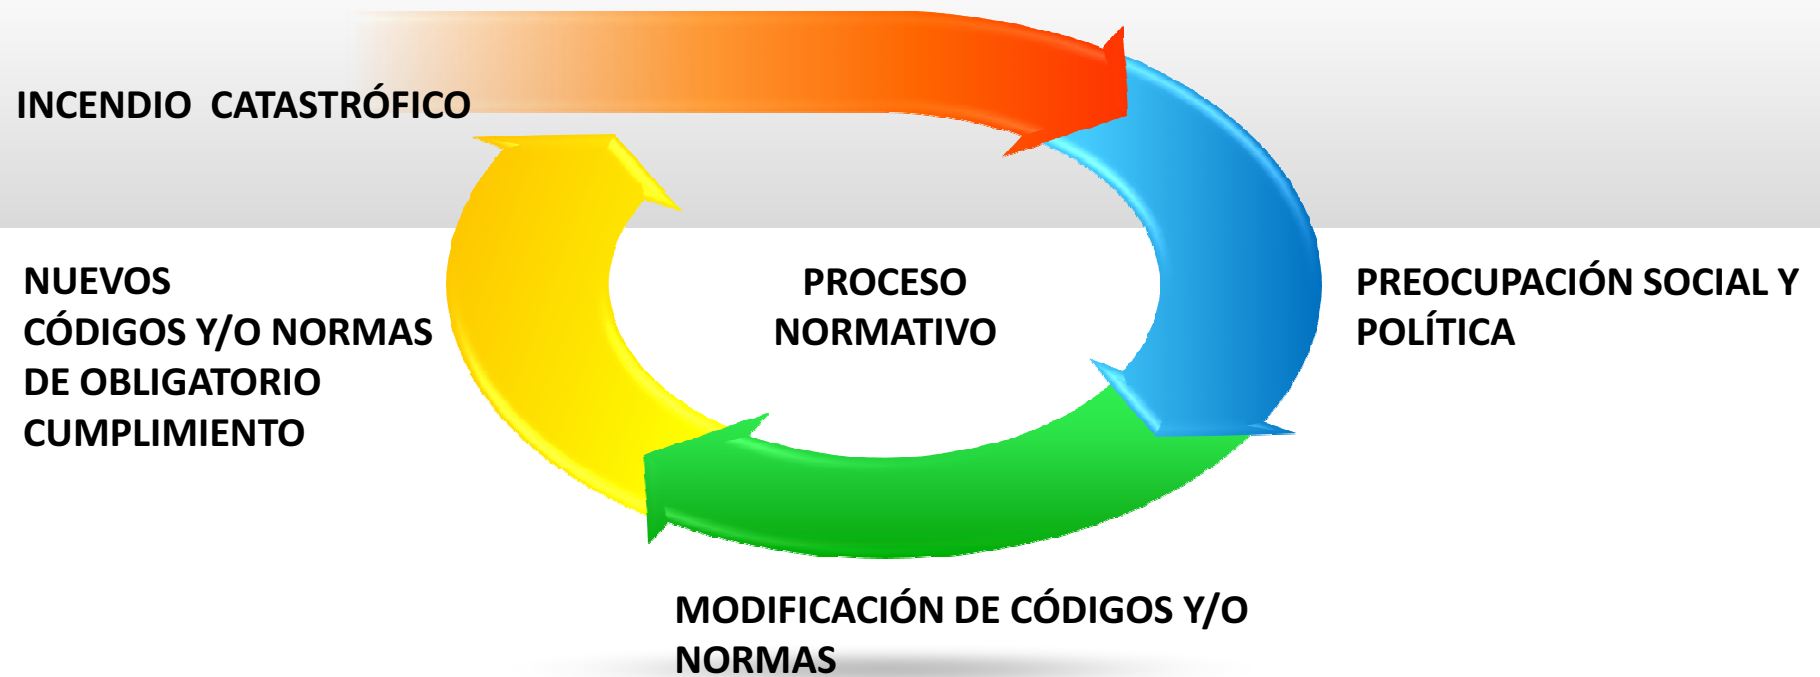 INCENDIO CATASTRÓFICO
NUEVOS
CÓDIGOS Y/O NORMAS
DE OBLIGATORIO
CUMPLIMIENTO
PROCESO
NORMATIVO
PREOCUPACIÓN SOCIAL Y
POLÍTICA
MODIFICACIÓN DE CÓDIGOS Y/O
NORMAS